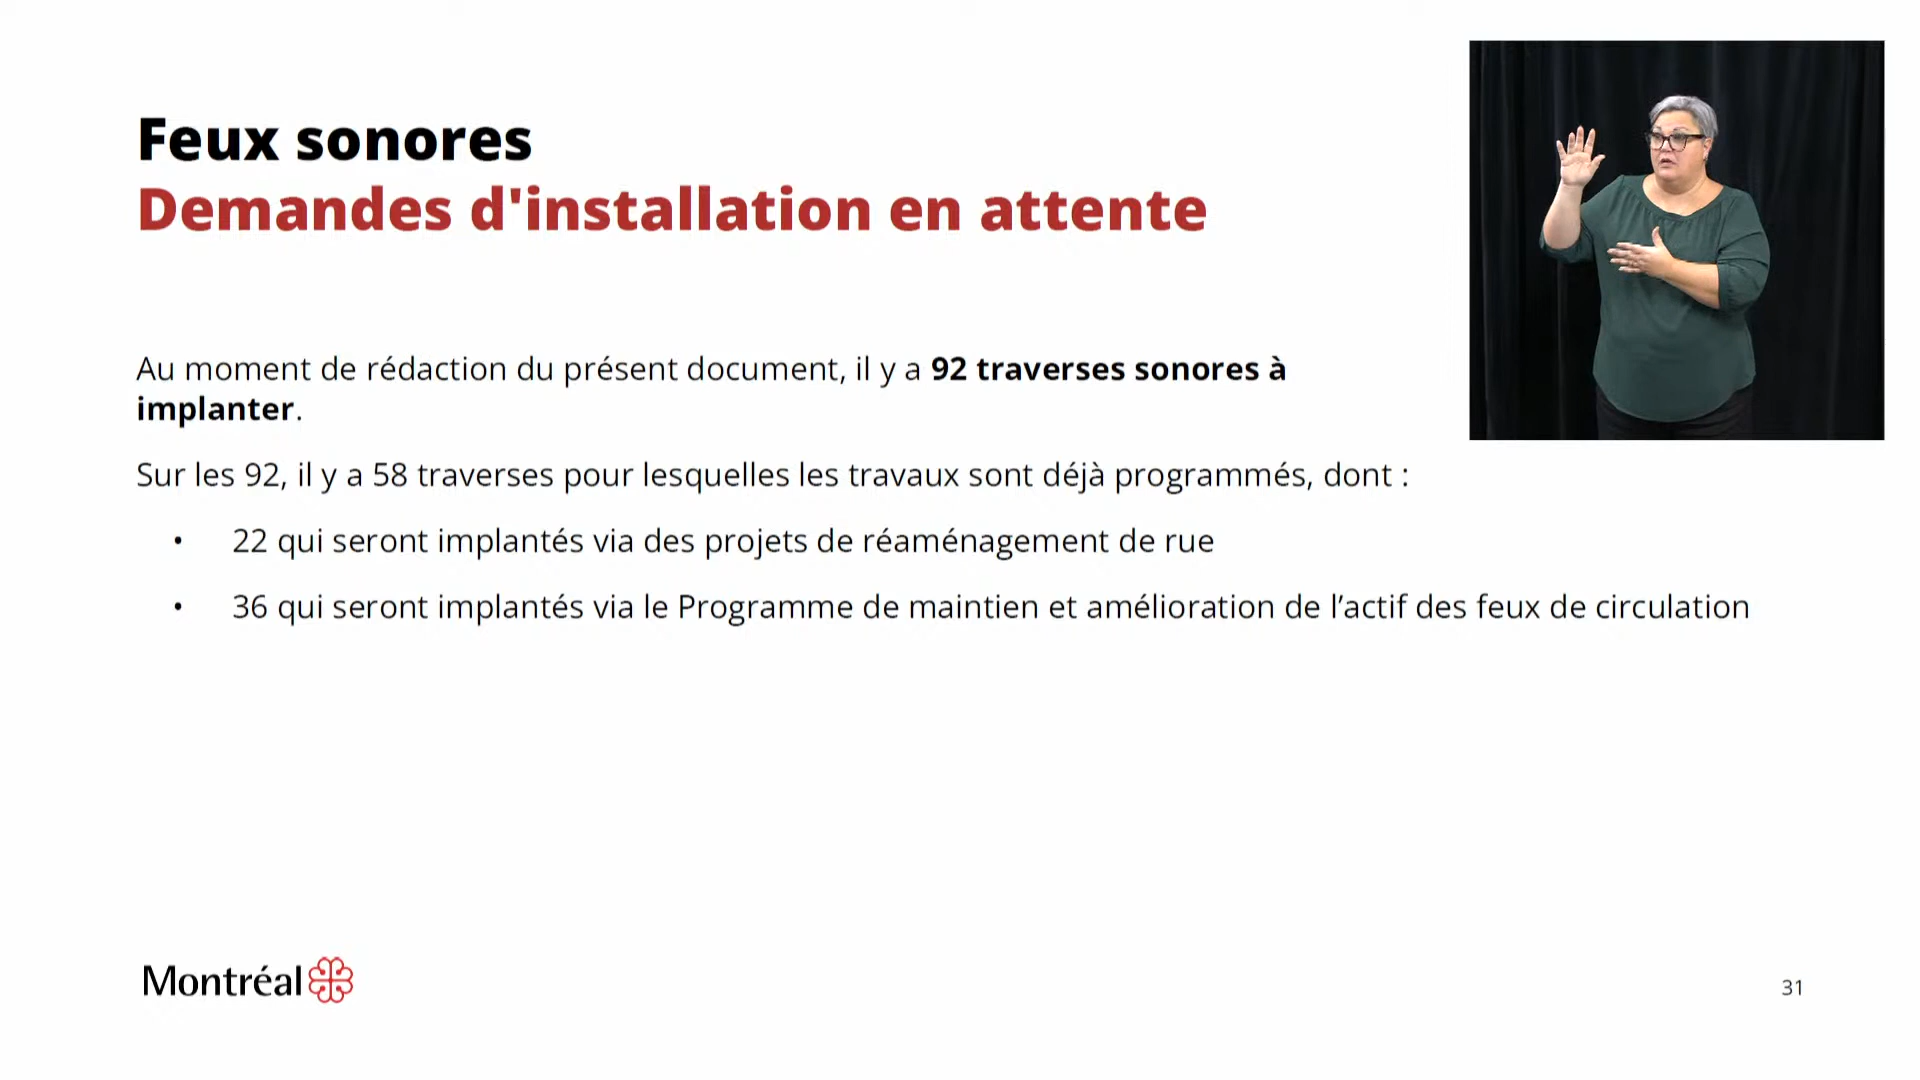 Feux sonores
Demandes d'installation en attente
Au moment de rédaction du présent document, il y a 92 traverses sonores à
implanter.
Sur les 92, il y a 58 traverses pour lesquelles les travaux sont déjà programmés, dont :
• 22 qui seront implantés via des projets de réaménagement de rue
• 36 qui seront implantés via le Programme de maintien et amélioration de l’actif des feux de circulation
Montréal
31